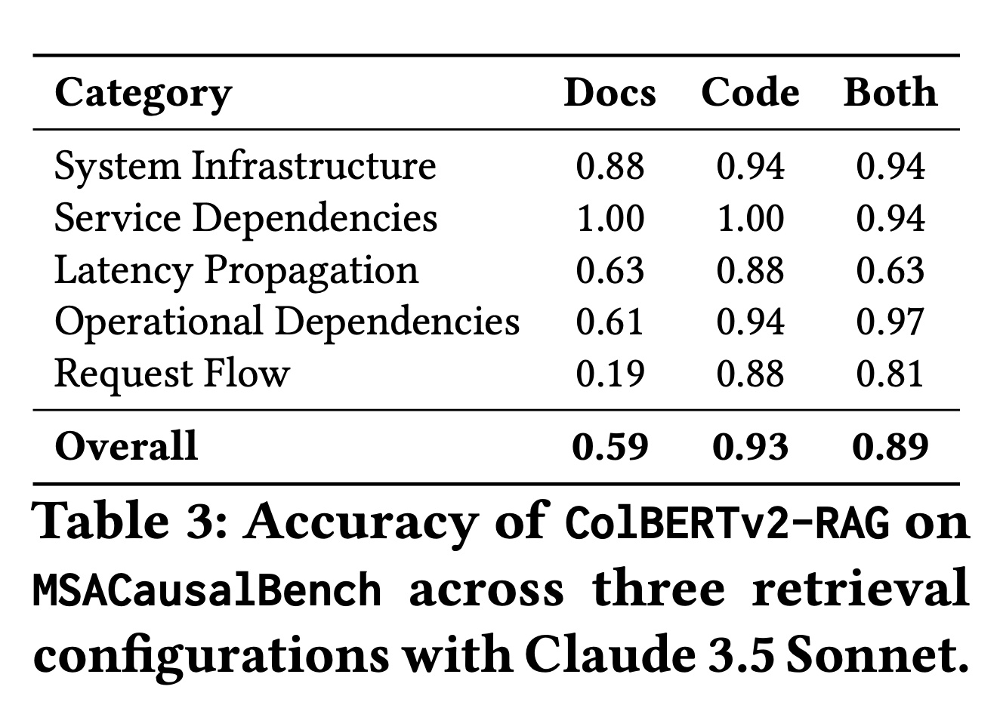 Category Docs Code Both
System Infrastructure 0.88 0.94 0.94
Service Dependencies 1.00 1.00 0.94
Latency Propagation 0.63 0.88 0.63
Operational Dependencies 0.61 0.94 0.97
Request Flow 0.19 0.88 0.81
Overall 0.59 0.93 0.89
Table 3: Accuracy of ColBERTv2-RAG on
MSACausalBench across three retrieval
configurations with Claude 3.5 Sonnet.